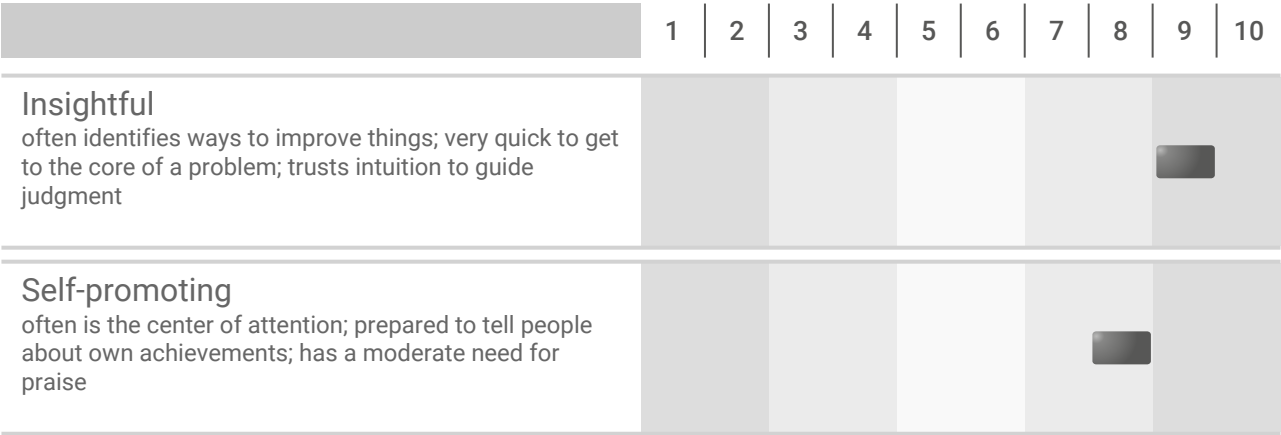 1 2 3 4 5 6 7 8 9 10
Insightful
often identifies ways to improve things; very quick to get
to the core of a problem; trusts intuition to guide
judgment
Self-promoting
often is the center of attention; prepared to tell people
about own achievements; has a moderate need for
praise